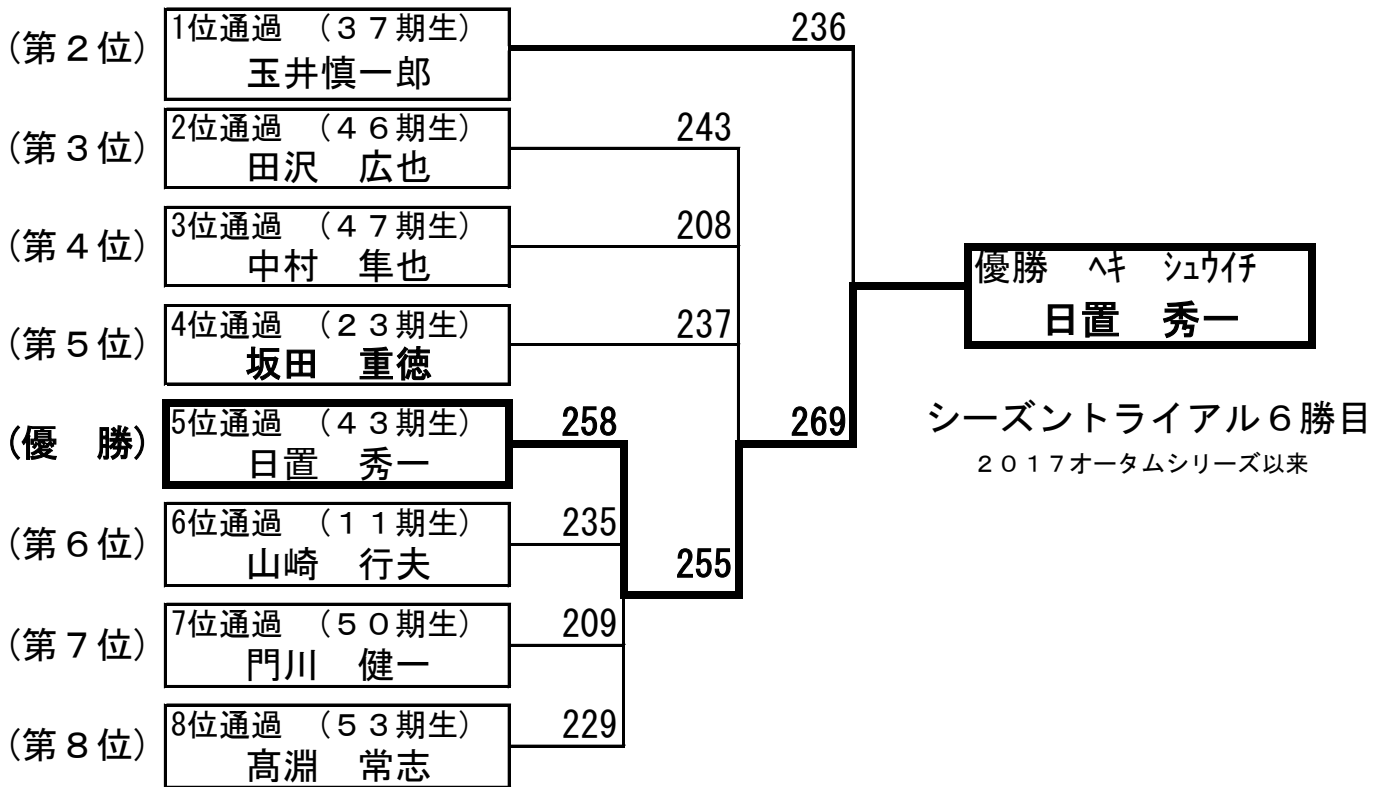 (第２位)
1位通過　（３７期生）
玉井慎一郎
236
(第３位)
2位通過　（４６期生）
田沢　広也
243
(第４位)
3位通過　（４７期生）
中村　隼也
208
(第５位)
4位通過　（２３期生）
坂田　重徳
237
優勝　ﾍｷ　ｼｭｳｲﾁ
日置　秀一
(優　勝)
5位通過　（４３期生）
日置　秀一
258
269
シーズントライアル６勝目
２０１７オータムシリーズ以来
(第６位)
6位通過　（１１期生）
山崎　行夫
235
255
(第７位)
7位通過　（５０期生）
門川　健一
209
(第８位)
8位通過　（５３期生）
髙淵　常志
229